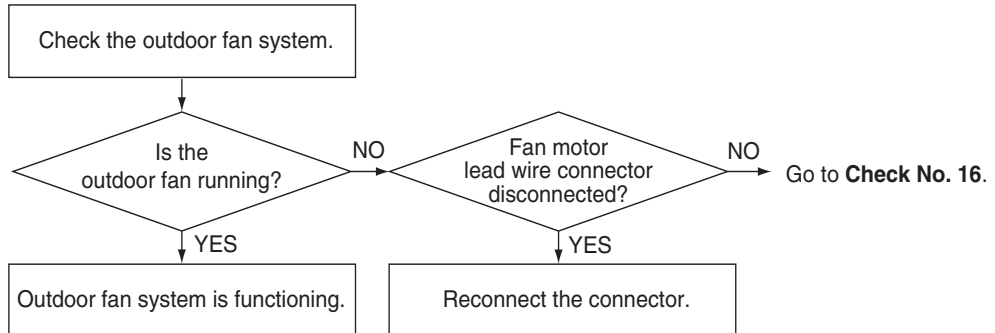 Check the outdoor fan system.
Is the
outdoor fan running?
NO
Fan motor
lead wire connector
disconnected?
NO
Go to Check No. 16.
YES
YES
Outdoor fan system is functioning.
Reconnect the connector.